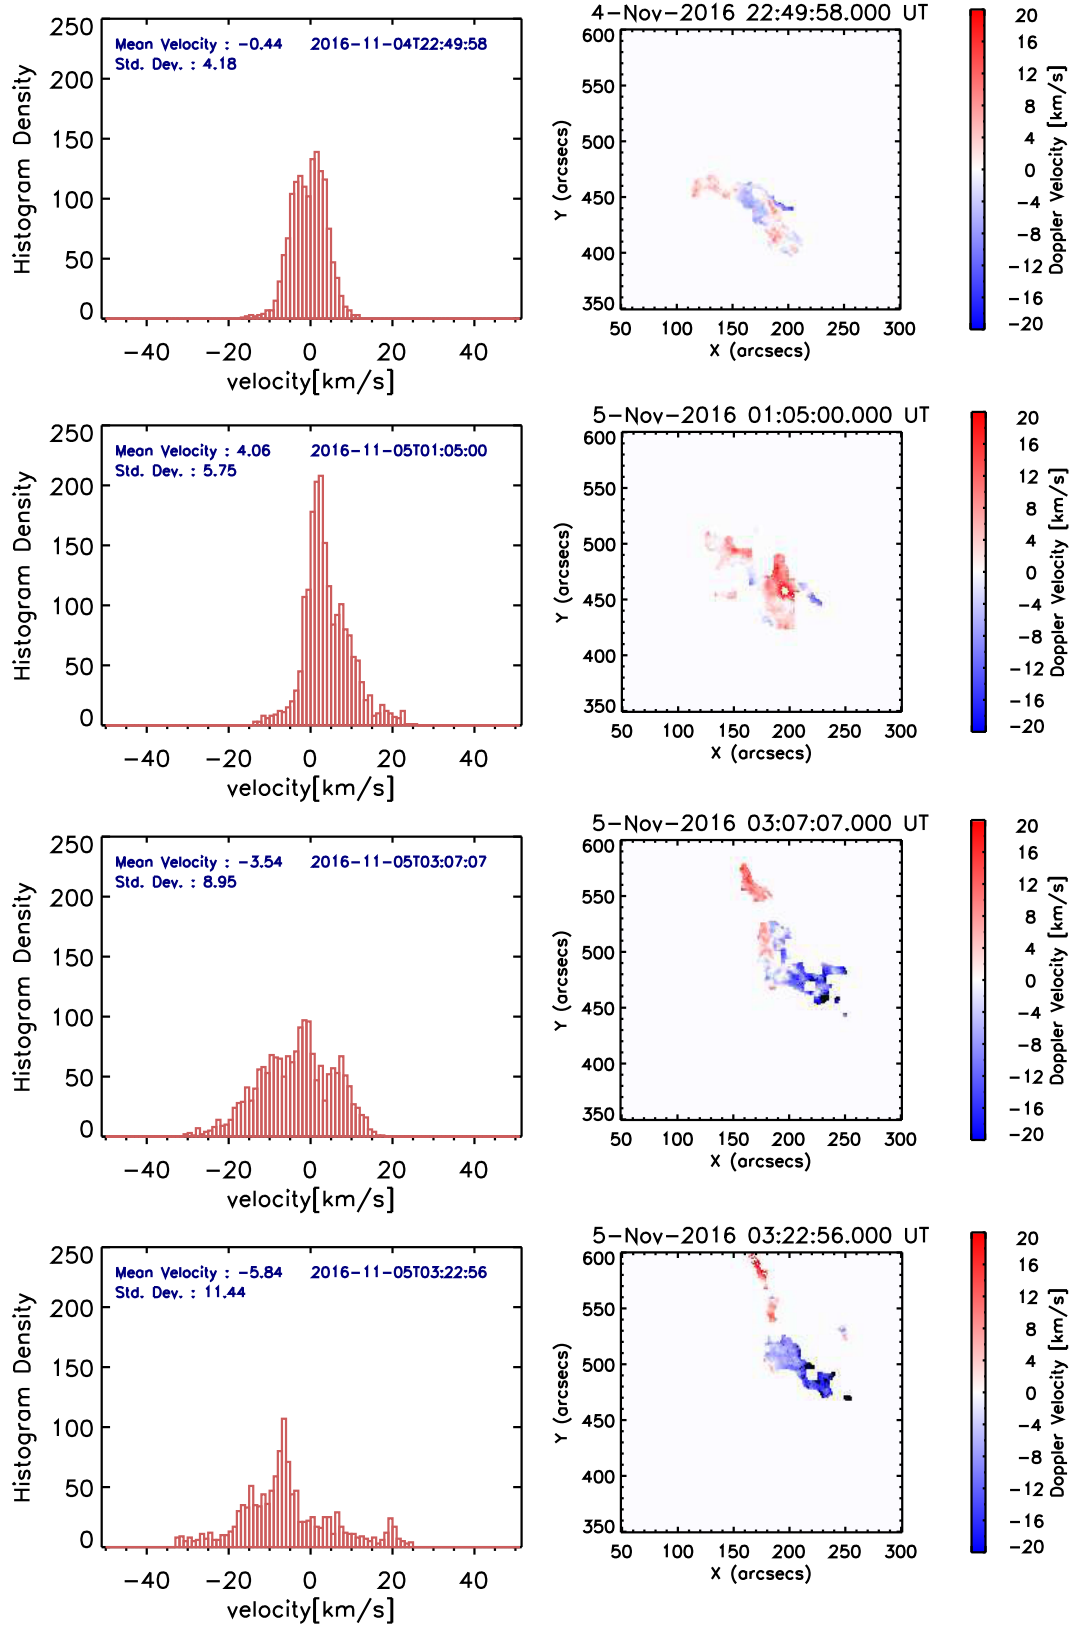 4-Nov-2016 22:49:58.000 UT
Mean Velocity : -0.44 2016-11-04T22:49:58
Std. Dev. : 4.18
250
200
150
100
50
0
Histogram Density
-40 -20 0 20 40
velocity[km/s]
600
550
500
450
400
350
Y (arcsecs)
50 100 150 200 250 300
X (arcsecs)
20
16
12
8
4
0
-4
-8
-12
-16
-20
Doppler Velocity [km/s]
5-Nov-2016 01:05:00.000 UT
Mean Velocity : 4.06 2016-11-05T01:05:00
Std. Dev. : 5.75
250
200
150
100
50
0
Histogram Density
-40 -20 0 20 40
velocity[km/s]
600
550
500
450
400
350
Y (arcsecs)
50 100 150 200 250 300
X (arcsecs)
20
16
12
8
4
0
-4
-8
-12
-16
-20
Doppler Velocity [km/s]
5-Nov-2016 03:07:07.000 UT
Mean Velocity : -3.54 2016-11-05T03:07:07
Std. Dev. : 8.95
250
200
150
100
50
0
Histogram Density
-40 -20 0 20 40
velocity[km/s]
600
550
500
450
400
350
Y (arcsecs)
50 100 150 200 250 300
X (arcsecs)
20
16
12
8
4
0
-4
-8
-12
-16
-20
Doppler Velocity [km/s]
5-Nov-2016 03:22:56.000 UT
Mean Velocity : -5.84 2016-11-05T03:22:56
Std. Dev. : 11.44
250
200
150
100
50
0
Histogram Density
-40 -20 0 20 40
velocity[km/s]
600
550
500
450
400
350
Y (arcsecs)
50 100 150 200 250 300
X (arcsecs)
20
16
12
8
4
0
-4
-8
-12
-16
-20
Doppler Velocity [km/s]